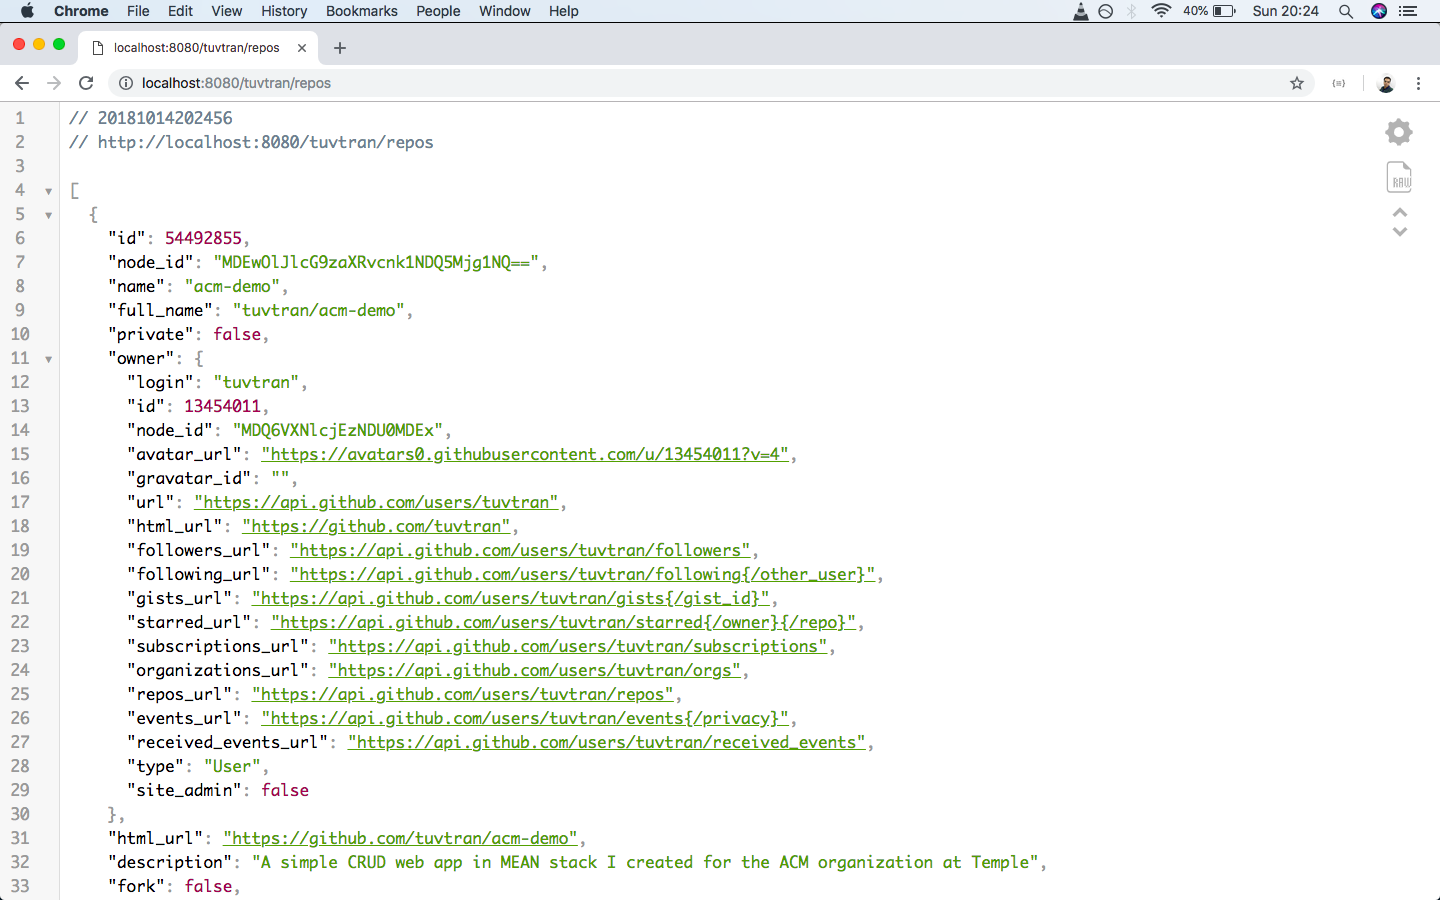 Chrome File Edit View History Bookmarks People Window Help 40% Sun 20:24
localhost:8080/tuvtran/repos
localhost:8080/tuvtran/repos
1 // 20181014202456
2 // http://localhost:8080/tuvtran/repos
3
4 [
5 {
6 "id": 54492855,
7 "node_id": "MDEwOlJlcG9zaXRvcnk1NDQ5Mjg1NQ==",
8 "name": "acm-demo",
9 "full_name": "tuvtran/acm-demo",
10 "private": false,
11 "owner": {
12 "login": "tuvtran",
13 "id": 13454011,
14 "node_id": "MDQ6VXNlcjEzNDU0MDEx",
15 "avatar_url": "https://avatars0.githubusercontent.com/u/13454011?v=4",
16 "gravatar_id": "",
17 "url": "https://api.github.com/users/tuvtran",
18 "html_url": "https://github.com/tuvtran",
19 "followers_url": "https://api.github.com/users/tuvtran/followers",
20 "following_url": "https://api.github.com/users/tuvtran/following{/other_user}",
21 "gists_url": "https://api.github.com/users/tuvtran/gists{/gist_id}",
22 "starred_url": "https://api.github.com/users/tuvtran/starred{/owner}{/repo}",
23 "subscriptions_url": "https://api.github.com/users/tuvtran/subscriptions",
24 "organizations_url": "https://api.github.com/users/tuvtran/orgs",
25 "repos_url": "https://api.github.com/users/tuvtran/repos",
26 "events_url": "https://api.github.com/users/tuvtran/events{/privacy}",
27 "received_events_url": "https://api.github.com/users/tuvtran/received_events",
28 "type": "User",
29 "site_admin": false
30 },
31 "html_url": "https://github.com/tuvtran/acm-demo",
32 "description": "A simple CRUD web app in MEAN stack I created for the ACM organization at Temple",
33 "fork": false,
RAW